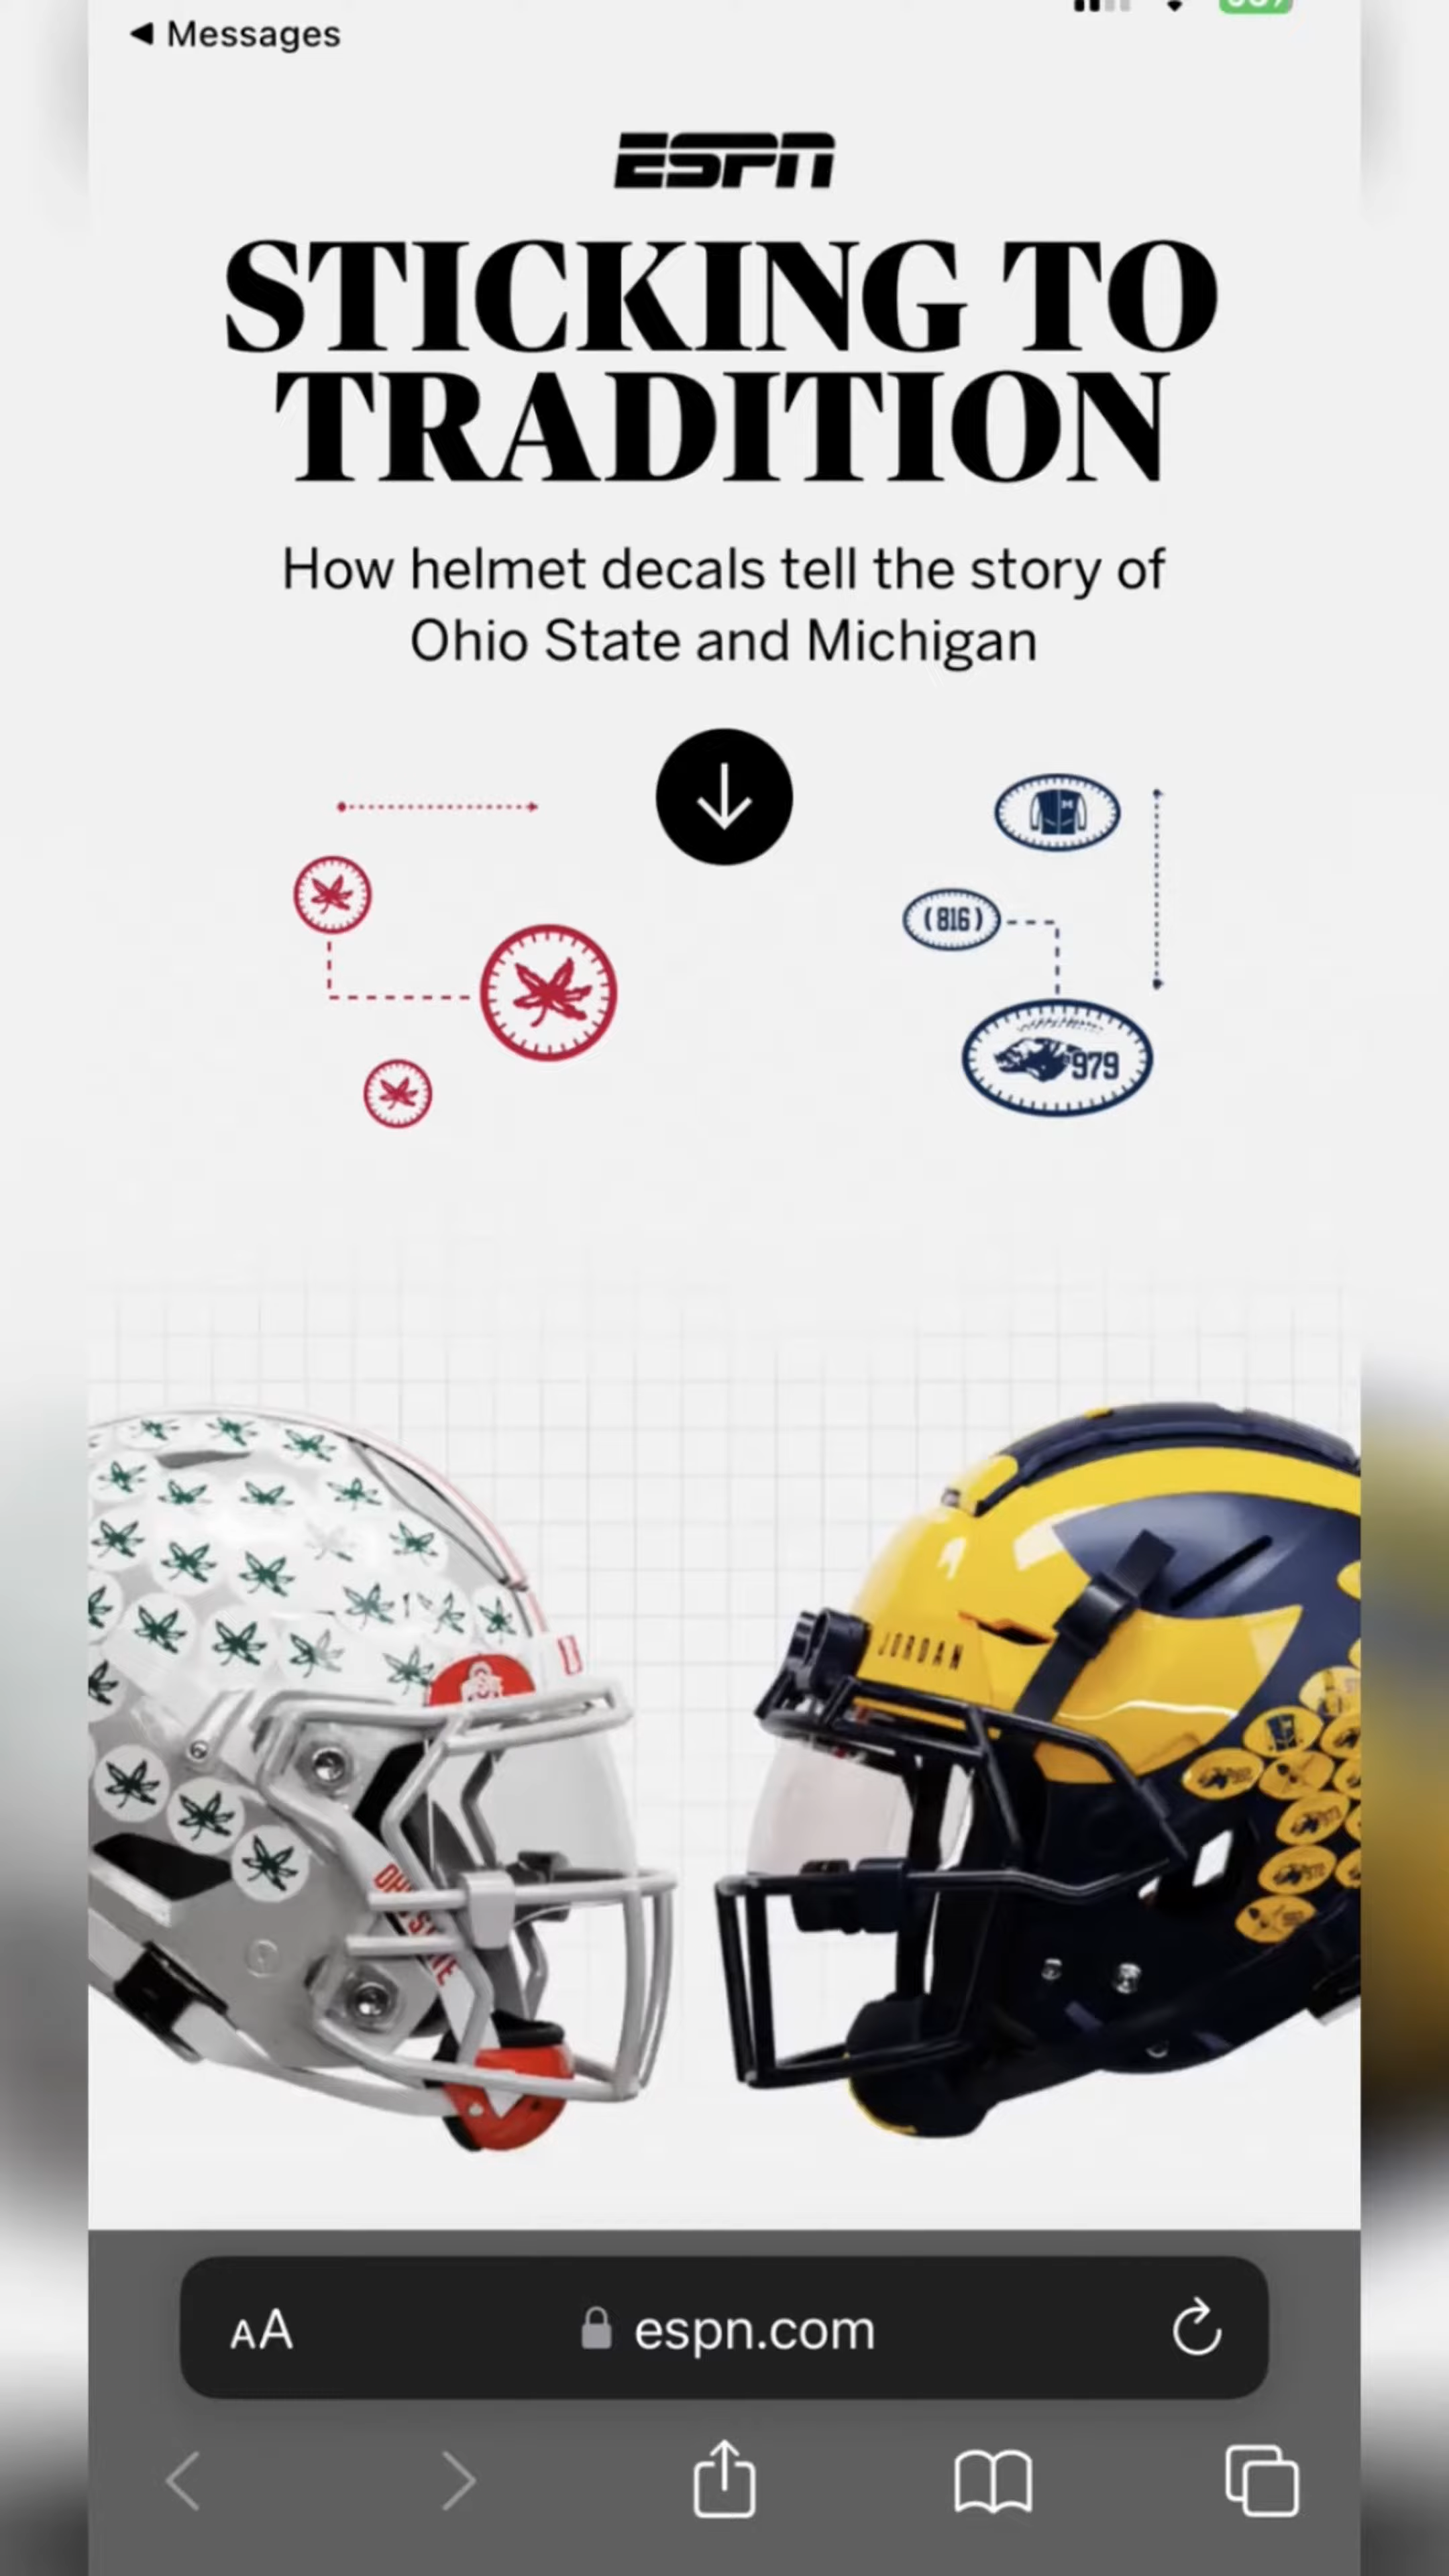 Messages
ESPN
STICKING TO
TRADITION
How helmet decals tell the story of
Ohio State and Michigan
(816)
979
JORDAN
AA
espn.com